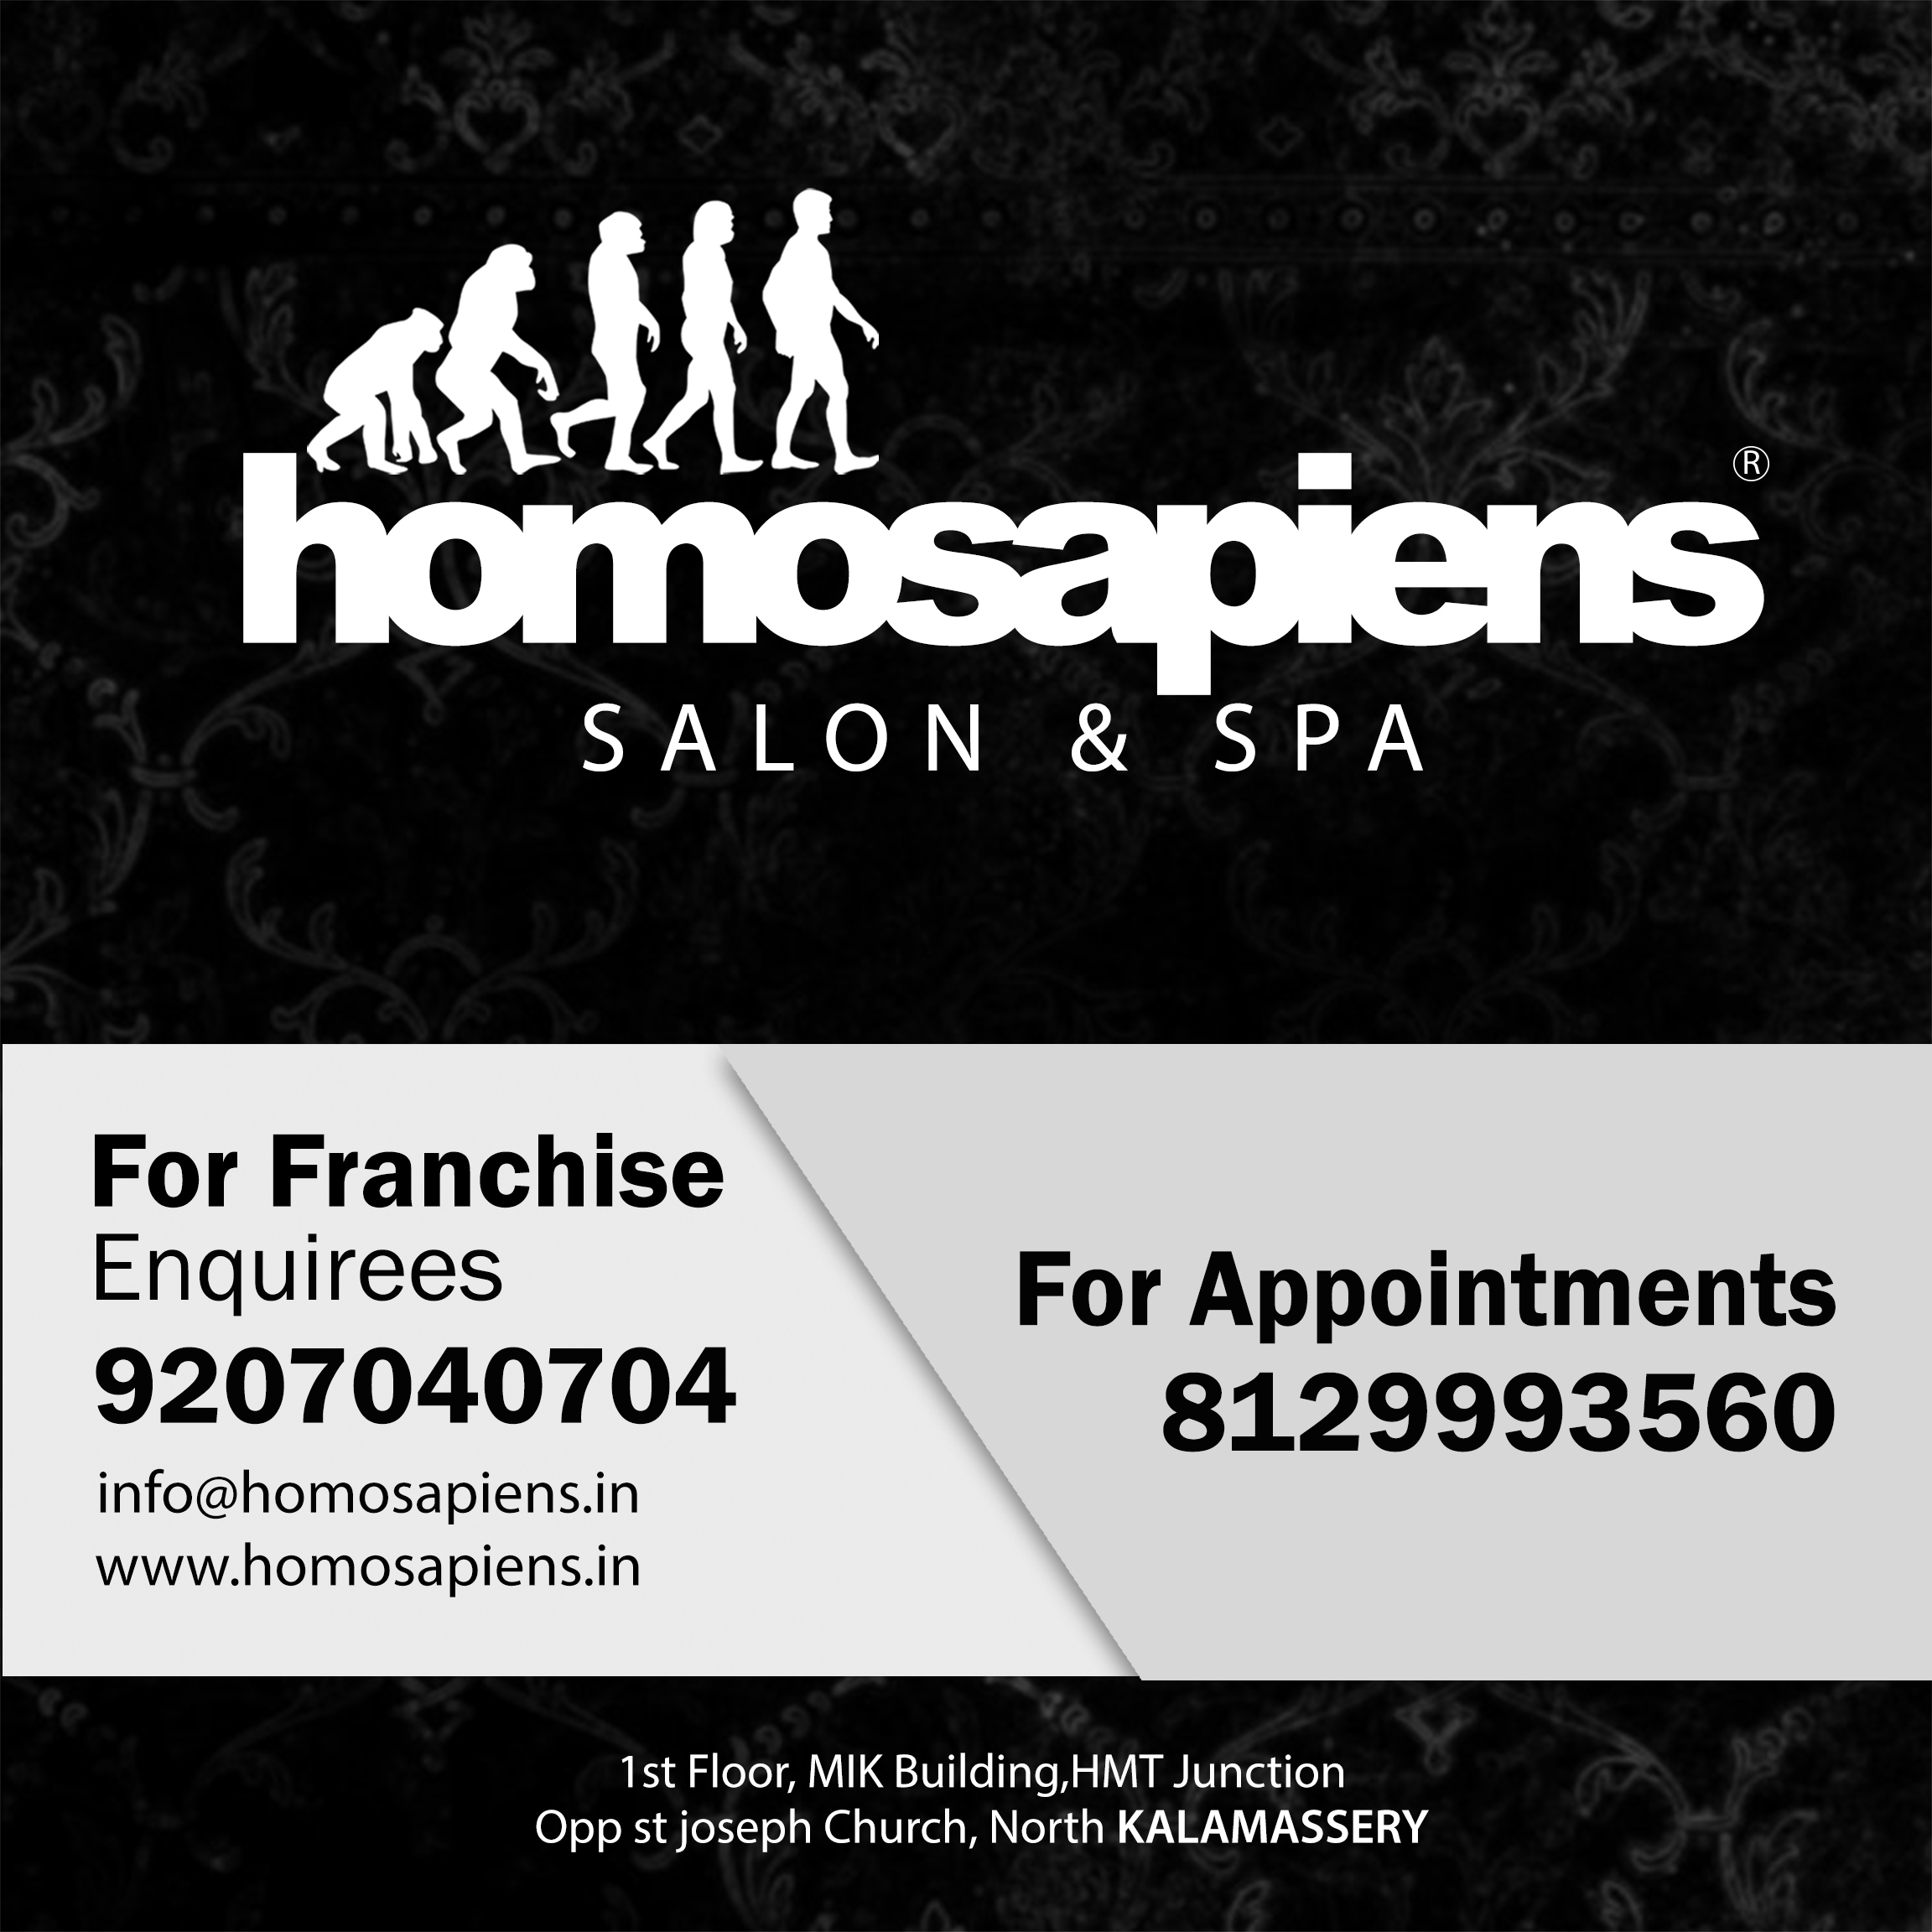 homosapiens®
SALON & SPA
For Franchise
Enquirees
9207040704
info@homosapiens.in
www.homosapiens.in
For Appointments
8129993560
1st Floor, MIK Building,HMT Junction
Opp st joseph Church, North KALAMASSERY